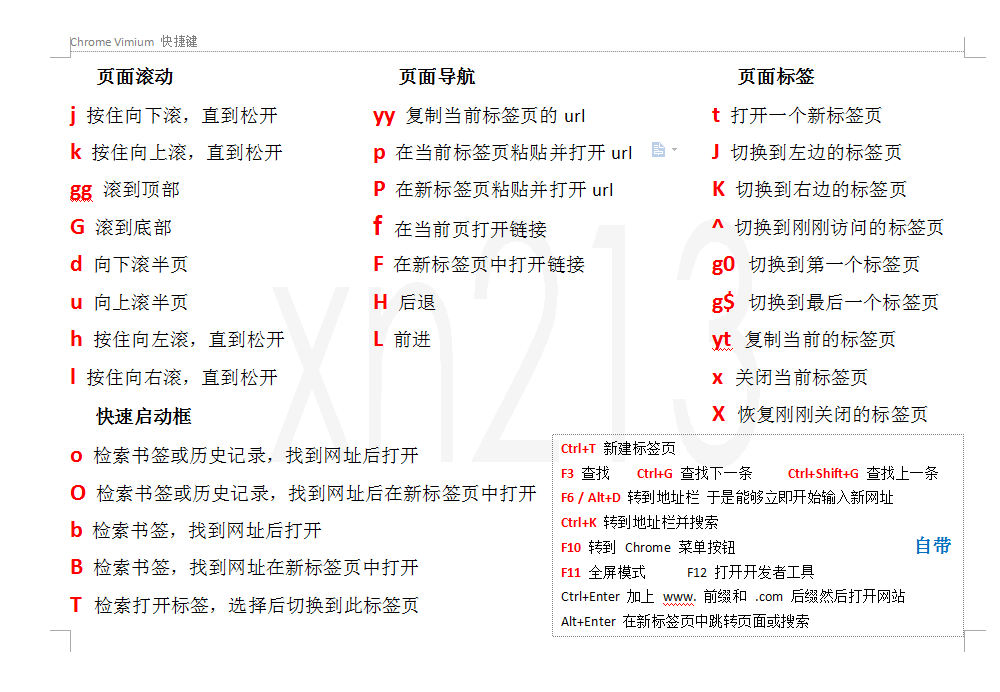 Chrome Vimium 快捷键
页面滚动
j 按住向下滚，直到松开
k 按住向上滚，直到松开
gg 滚到顶部
G 滚到底部
d 向下滚半页
u 向上滚半页
h 按住向左滚，直到松开
l 按住向右滚，直到松开
快速启动框
o 检索书签或历史记录，找到网址后打开
O 检索书签或历史记录，找到网址后在新标签页中打开
b 检索书签，找到网址后打开
B 检索书签，找到网址在新标签页中打开
T 检索打开标签，选择后切换到此标签页
页面导航
yy 复制当前标签页的 url
p 在当前标签页粘贴并打开 url
P 在新标签页粘贴并打开 url
f 在当前页打开链接
F 在新标签页中打开链接
H 后退
L 前进
页面标签
t 打开一个新标签页
J 切换到左边的标签页
K 切换到右边的标签页
^ 切换到刚刚访问的标签页
g0 切换到第一个标签页
g$ 切换到最后一个标签页
yt 复制当前的标签页
x 关闭当前标签页
X 恢复刚刚关闭的标签页
Ctrl+T 新建标签页
F3 查找 Ctrl+G 查找下一条 Ctrl+Shift+G 查找上一条
F6 / Alt+D 转到地址栏 于是能够立即开始输入新网址
Ctrl+K 转到地址栏并搜索
F10 转到 Chrome 菜单按钮
自带
F11 全屏模式 F12 打开开发者工具
Ctrl+Enter 加上 www. 前缀和 .com 后缀然后打开网站
Alt+Enter 在新标签页中跳转页面或搜索
xn213